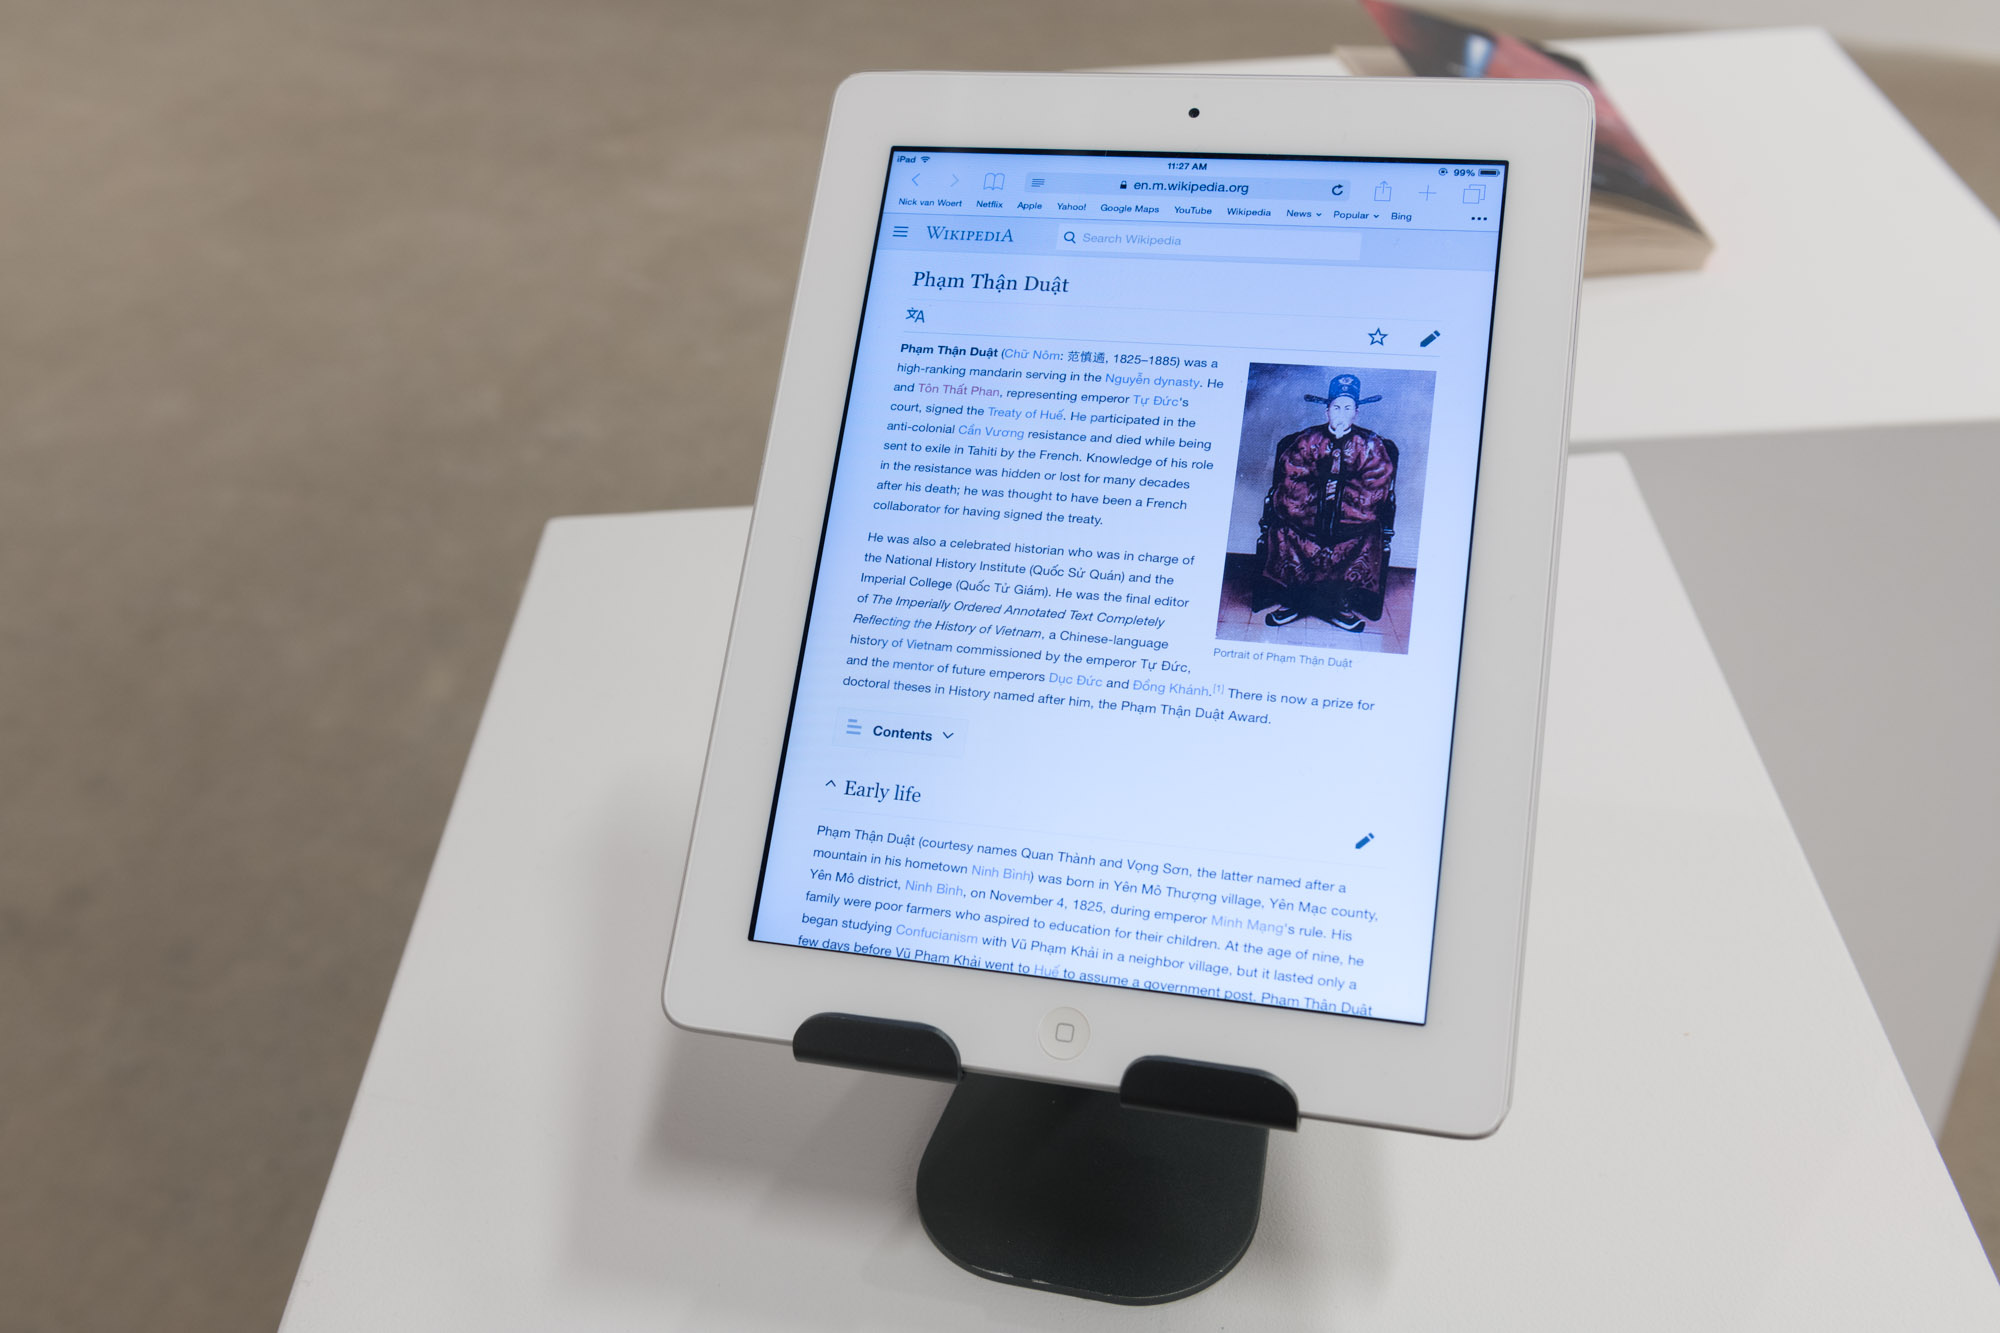 iPad 11:27 AM 99%
en.m.wikipedia.org
Nick van Woert Netflix Apple Yahoo! Google Maps YouTube Wikipedia News Popular Bing
WIKIPEDIA Search Wikipedia
Phạm Thận Duật
Phạm Thận Duật (Chữ Nôm: 范慎遹, 1825–1885) was a
high-ranking mandarin serving in the Nguyễn dynasty. He
and Tôn Thất Phan, representing emperor Tự Đức's
court, signed the Treaty of Huế. He participated in the
anti-colonial Cần Vương resistance and died while being
sent to exile in Tahiti by the French. Knowledge of his role
in the resistance was hidden or lost for many decades
after his death; he was thought to have been a French
collaborator for having signed the treaty.
Portrait of Phạm Thận Duật
He was also a celebrated historian who was in charge of
the National History Institute (Quốc Sử Quán) and the
Imperial College (Quốc Tử Giám). He was the final editor
of The Imperially Ordered Annotated Text Completely
Reflecting the History of Vietnam, a Chinese-language
history of Vietnam commissioned by the emperor Tự Đức,
and the mentor of future emperors Dục Đức and Đồng Khánh.[1] There is now a prize for
doctoral theses in History named after him, the Phạm Thận Duật Award.
Contents
Early life
Phạm Thận Duật (courtesy names Quan Thành and Vọng Sơn, the latter named after a
mountain in his hometown Ninh Bình) was born in Yên Mô Thượng village, Yên Mạc county,
Yên Mô district, Ninh Bình, on November 4, 1825, during emperor Minh Mạng's rule. His
family were poor farmers who aspired to education for their children. At the age of nine, he
began studying Confucianism with Vũ Phạm Khải in a neighbor village, but it lasted only a
few days before Vũ Phạm Khải went to Huế to assume a government post. Phạm Thận Duật